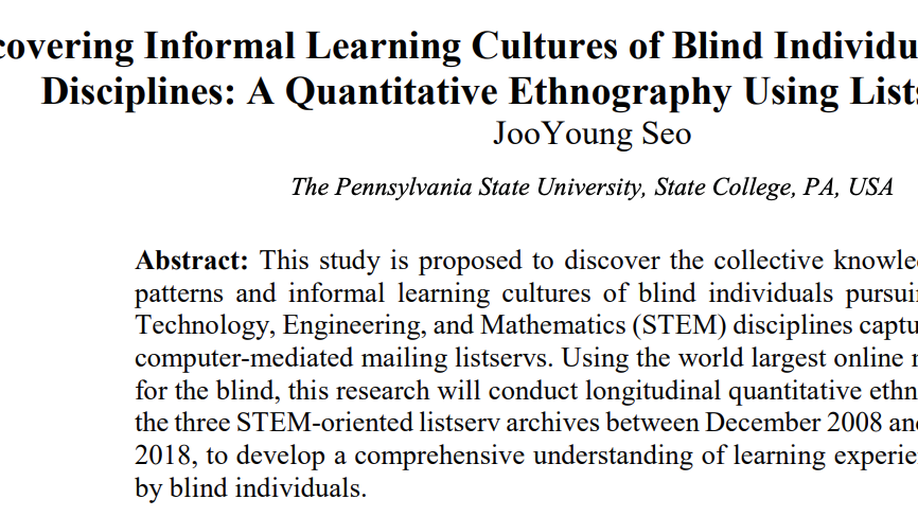 covering Informal Learning Cultures of Blind Individu
Disciplines: A Quantitative Ethnography Using Lists
JooYoung Seo
The Pennsylvania State University, State College, PA, USA
Abstract: This study is proposed to discover the collective knowle
patterns and informal learning cultures of blind individuals pursuin
Technology, Engineering, and Mathematics (STEM) disciplines captu
computer-mediated mailing listservs. Using the world largest online
for the blind, this research will conduct longitudinal quantitative ethn
the three STEM-oriented listserv archives between December 2008 and
2018, to develop a comprehensive understanding of learning experie
by blind individuals.